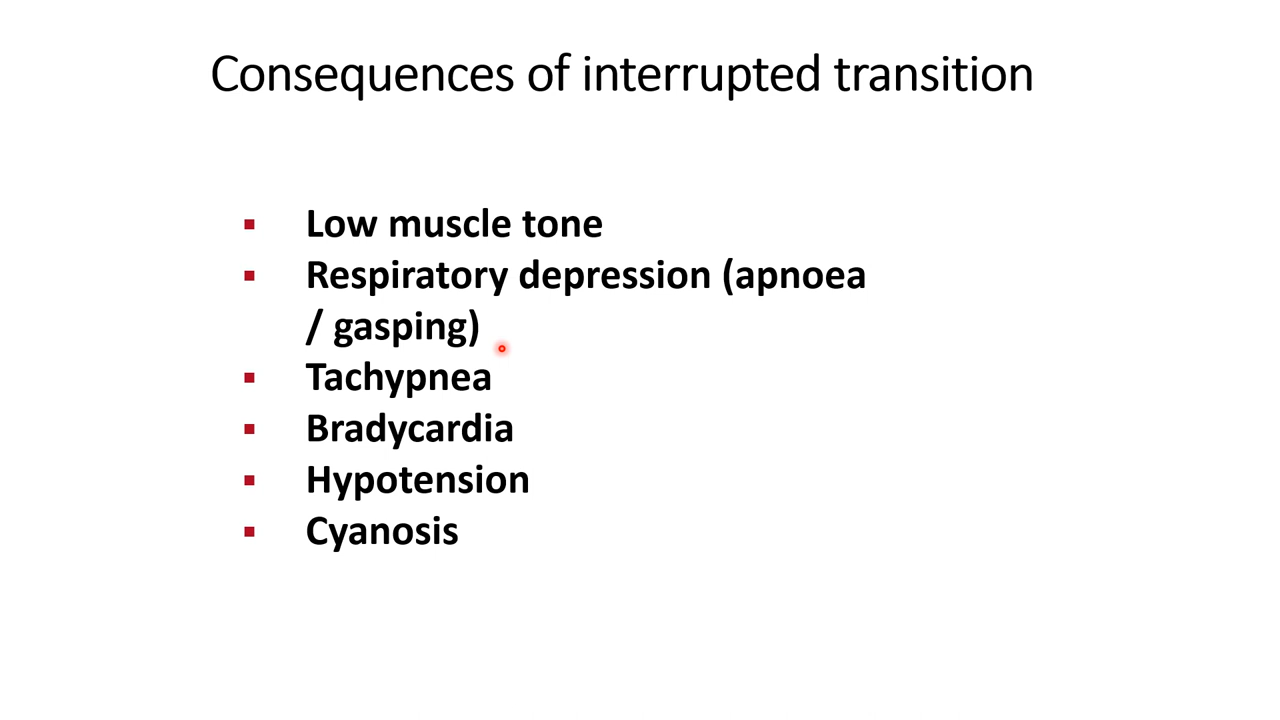 Consequences of interrupted transition
▪ Low muscle tone
▪ Respiratory depression (apnoea
/ gasping)
▪ Tachypnea
▪ Bradycardia
▪ Hypotension
▪ Cyanosis